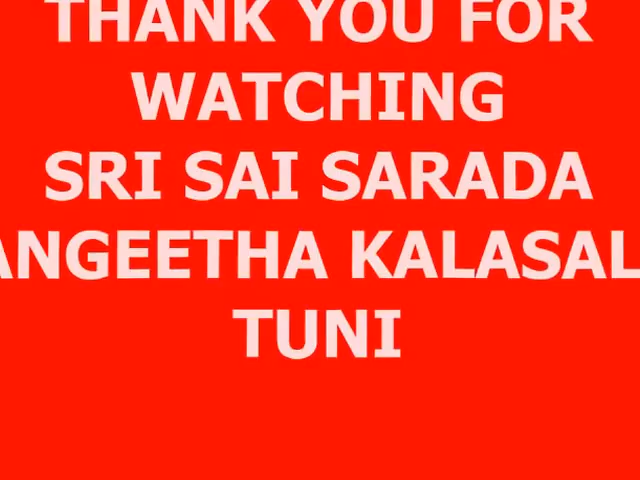 THANK YOU FOR
WATCHING
SRI SAI SARADA
ANGEETHA KALASAL
TUNI